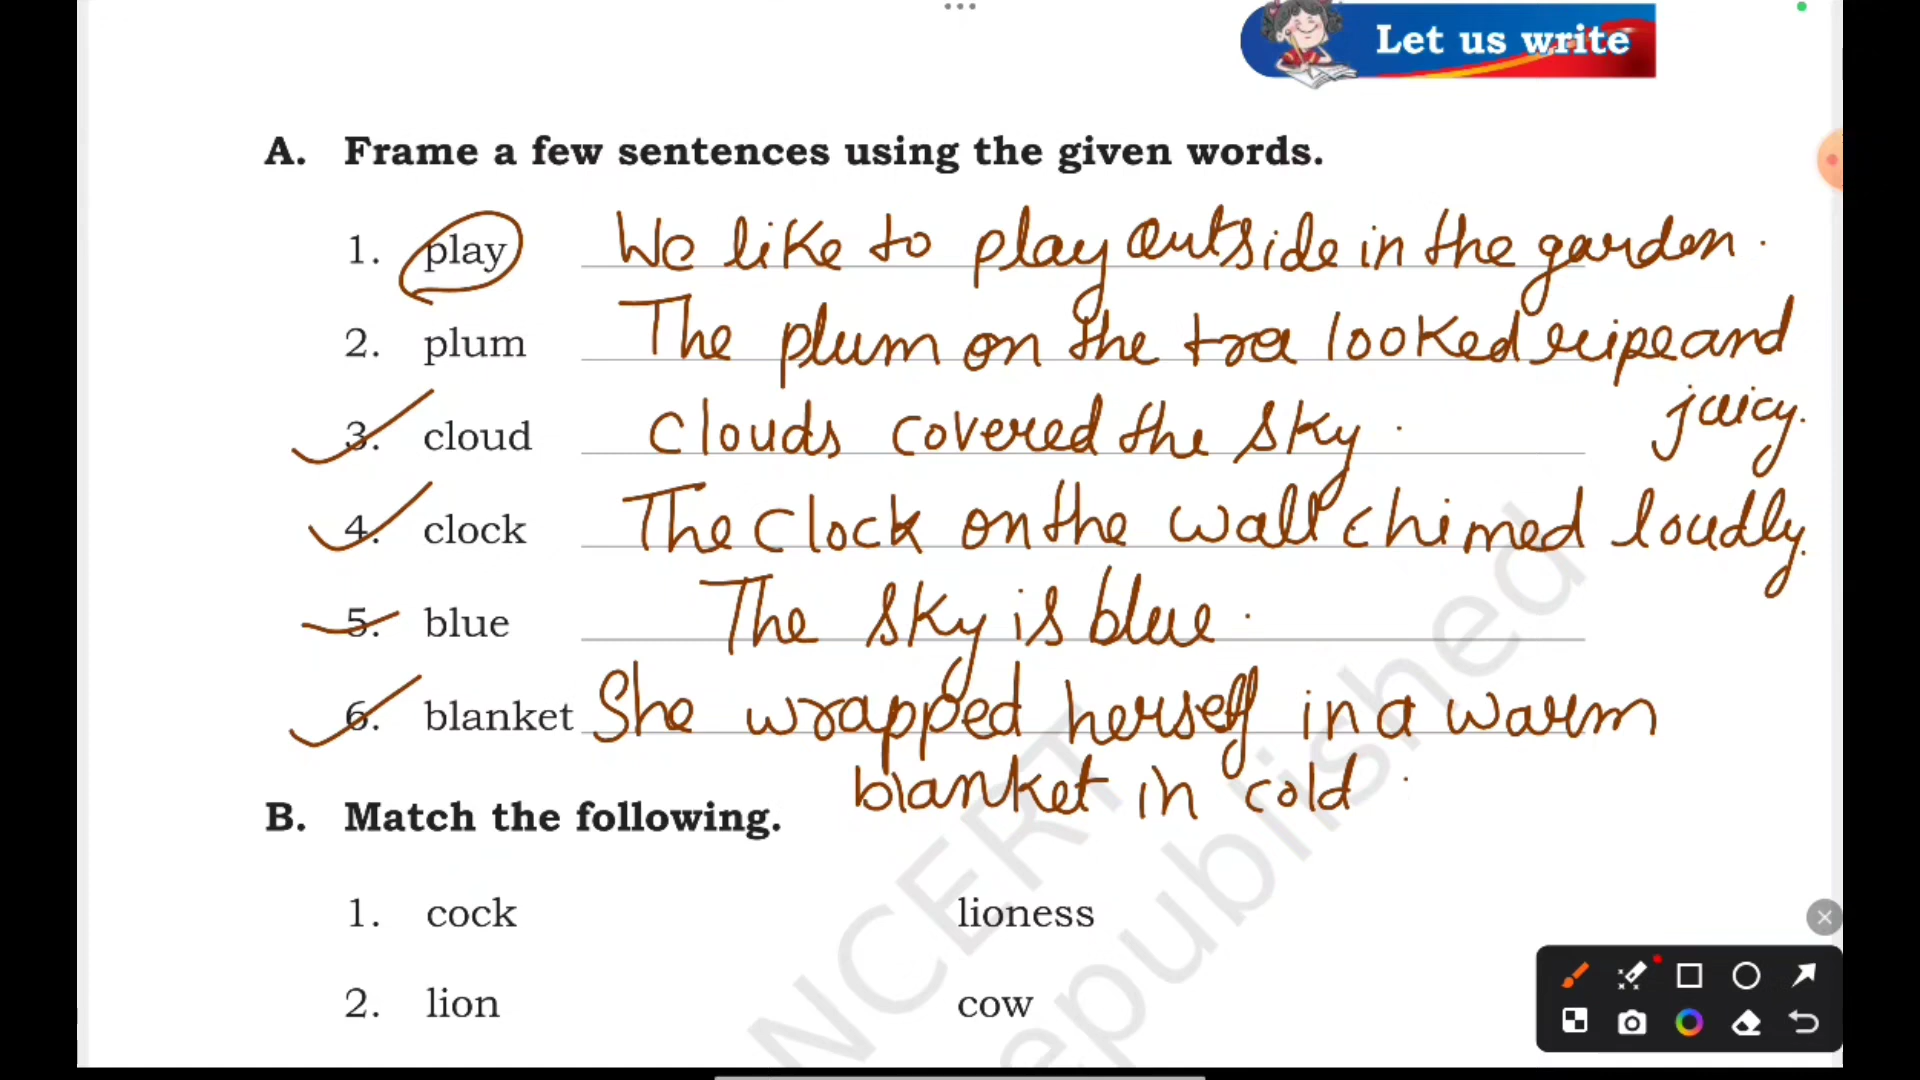 Let us write
A. Frame a few sentences using the given words.
1. play We like to play outside in the garden.
2. plum The plum on the tree looked ripe and
juicy.
3. cloud Clouds covered the sky.
4. clock The clock on the wall chimed loudly.
5. blue The sky is blue.
6. blanket She wrapped herself in a warm
blanket in cold.
B. Match the following.
1. cock lioness
2. lion cow
NCERT
republished